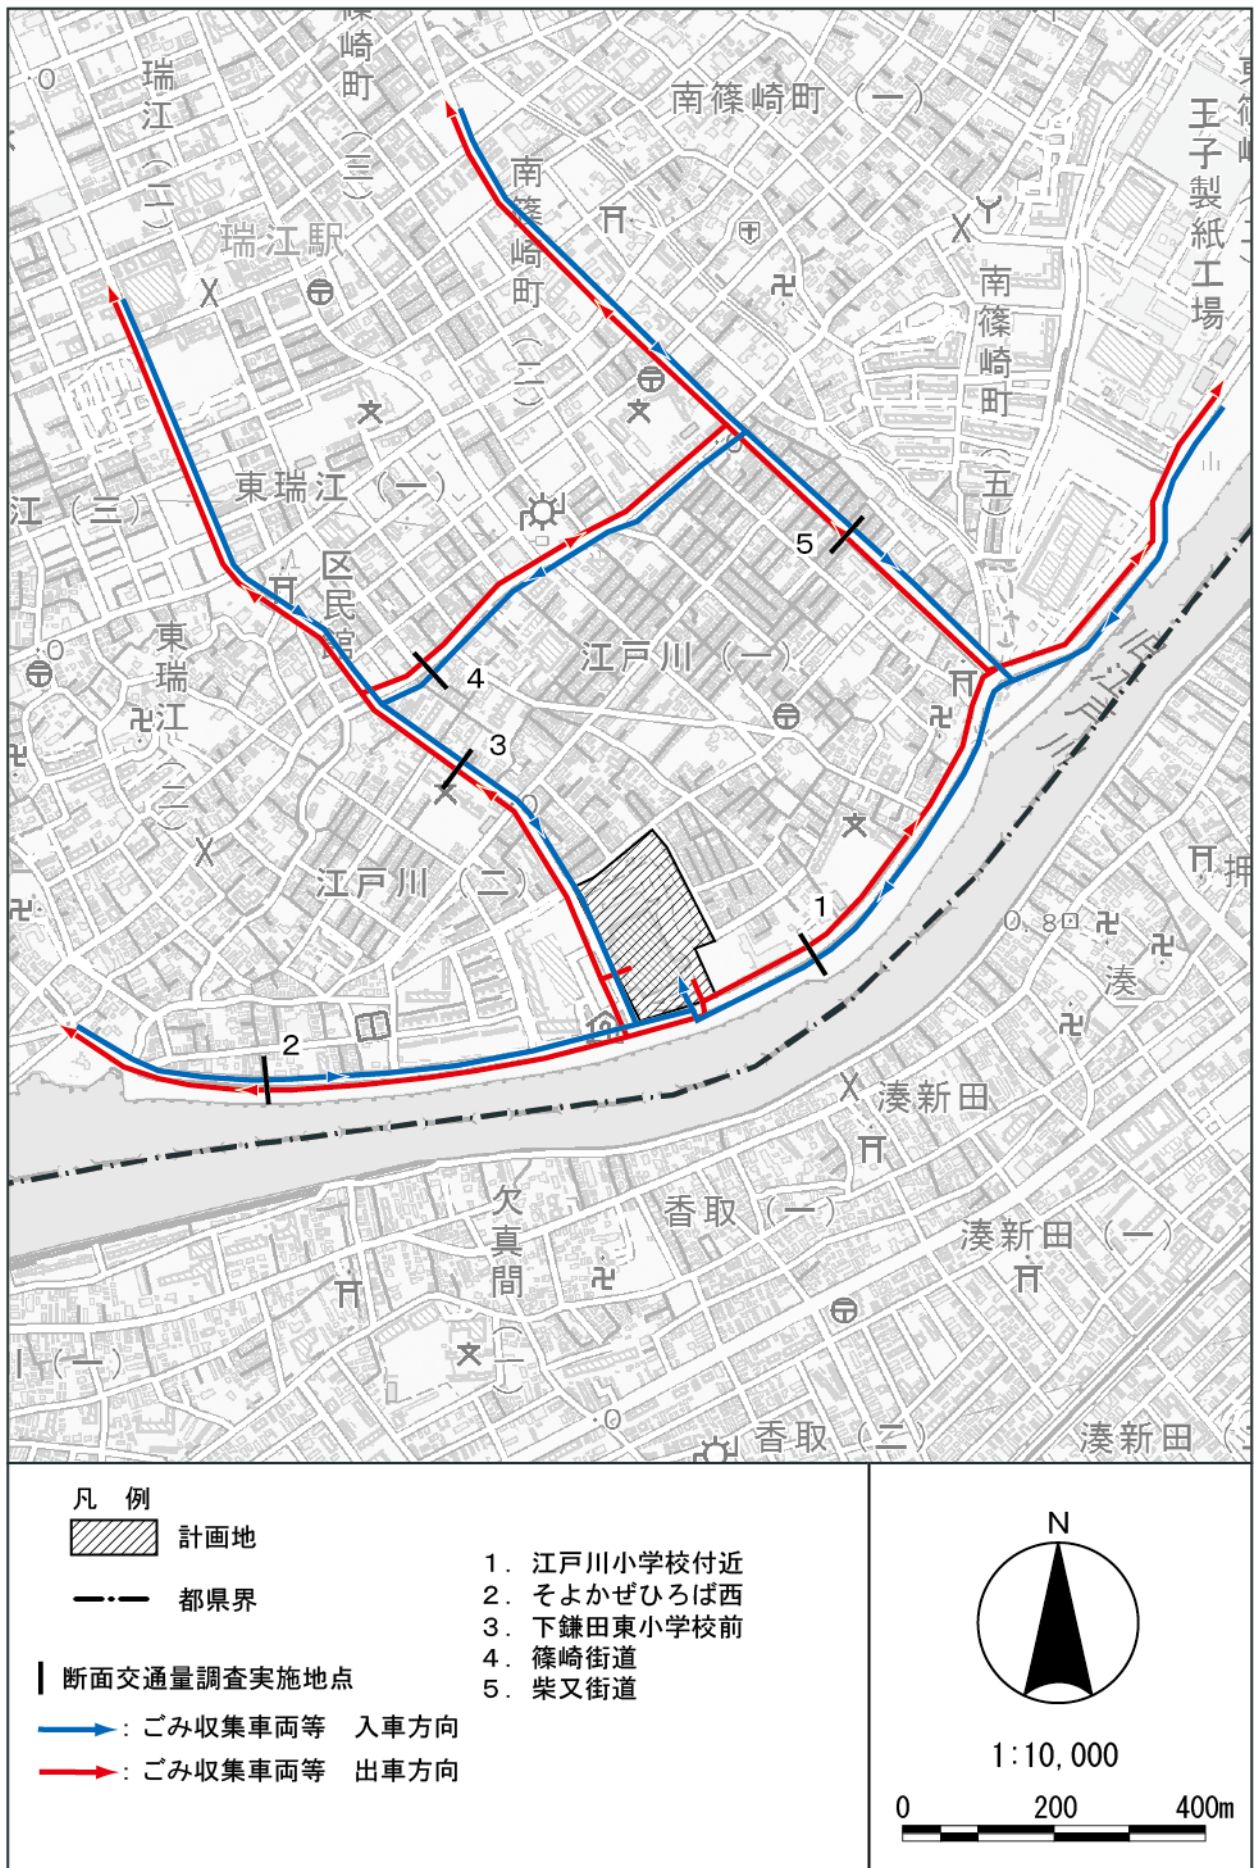 篠崎町（三）
瑞江（二）
南篠崎町（一）
王子製紙工場
南篠崎町（二）
瑞江駅
南篠崎町（五）
東瑞江（一）
江（三）
区民館
5
江戸川（一）
東瑞江（二）
4
3
江戸川（二）
1
押
0.8
湊
2
湊新田
欠真間（一）
香取（一）
湊新田（一）
（一）
香取（二）
湊新田
凡 例
計画地
都県界
断面交通量調査実施地点
：ごみ収集車両等 入車方向
：ごみ収集車両等 出車方向
1．江戸川小学校付近
2．そよかぜひろば西
3．下鎌田東小学校前
4．篠崎街道
5．柴又街道
N
1:10,000
0 200 400m